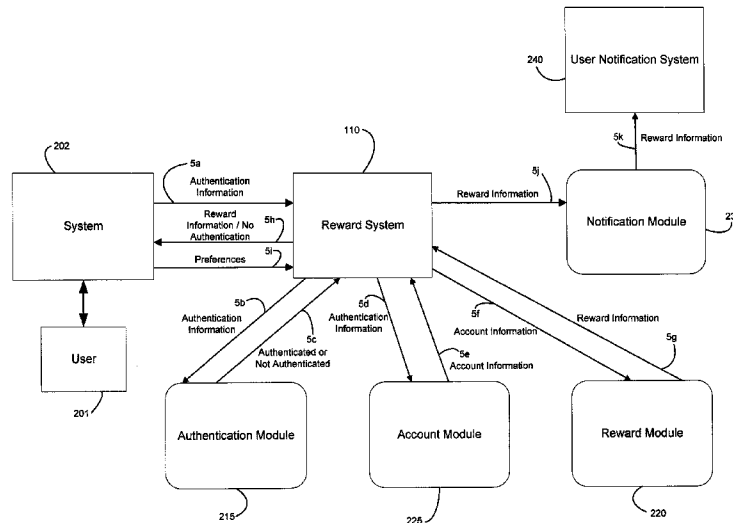 240
User Notification System
5k
Reward Information
202
5a
110
Authentication
Information
5j
Reward Information
Reward
Information / No
Authentication
5h
System
Reward System
Notification Module
Preferences
5i
5b
Authentication
Information
5c
Authenticated or
Not Authenticated
5d
Authentication
Information
5e
Account Information
5f
Account Information
Reward Information
5g
User
201
Authentication Module
Account Module
Reward Module
215
225
220